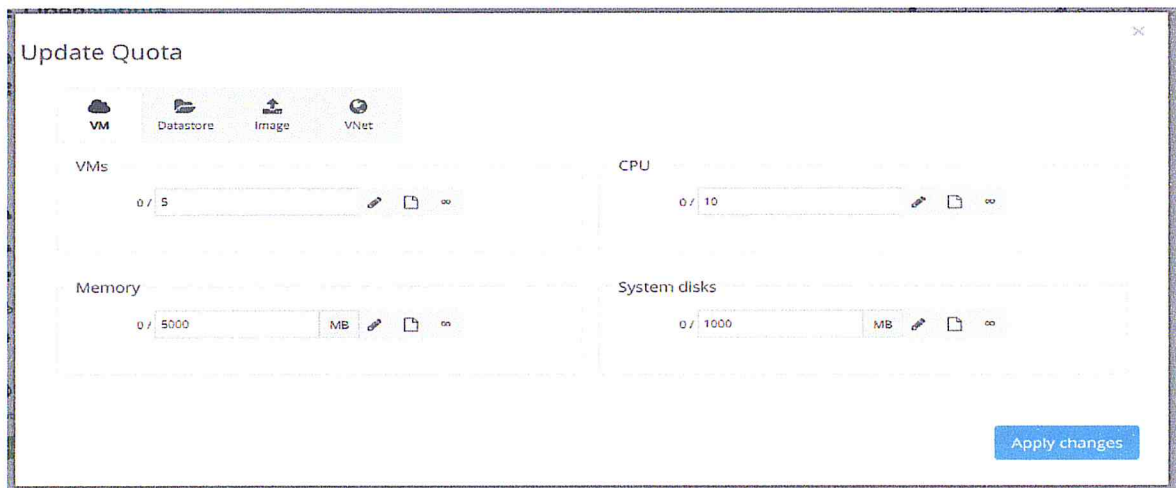 Update Quota
VM Datastore Image VNet
VMs
0 / 5
CPU
0 / 10
Memory
0 / 5000 MB
System disks
0 / 1000 MB
Apply changes